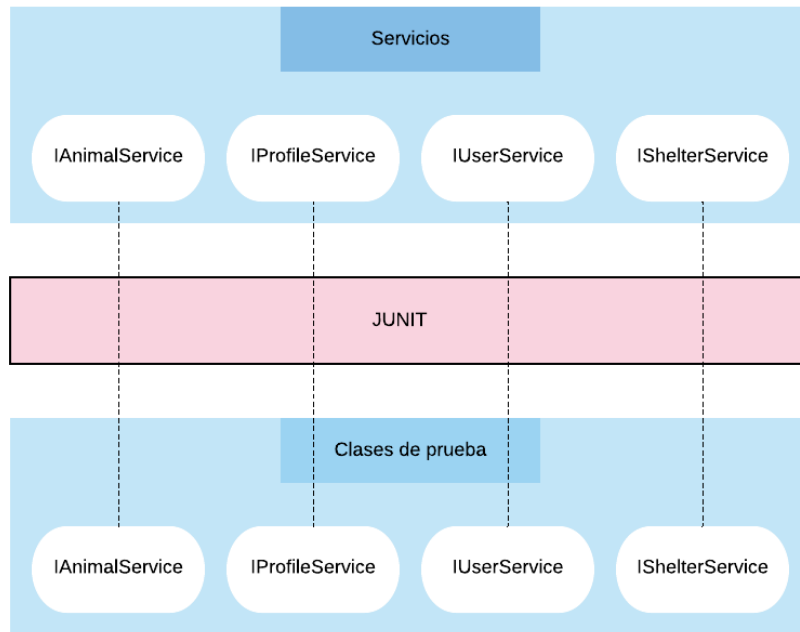 Servicios
IAnimalService
IProfileService
IUserService
IShelterService
JUNIT
Clases de prueba
IAnimalService
IProfileService
IUserService
IShelterService